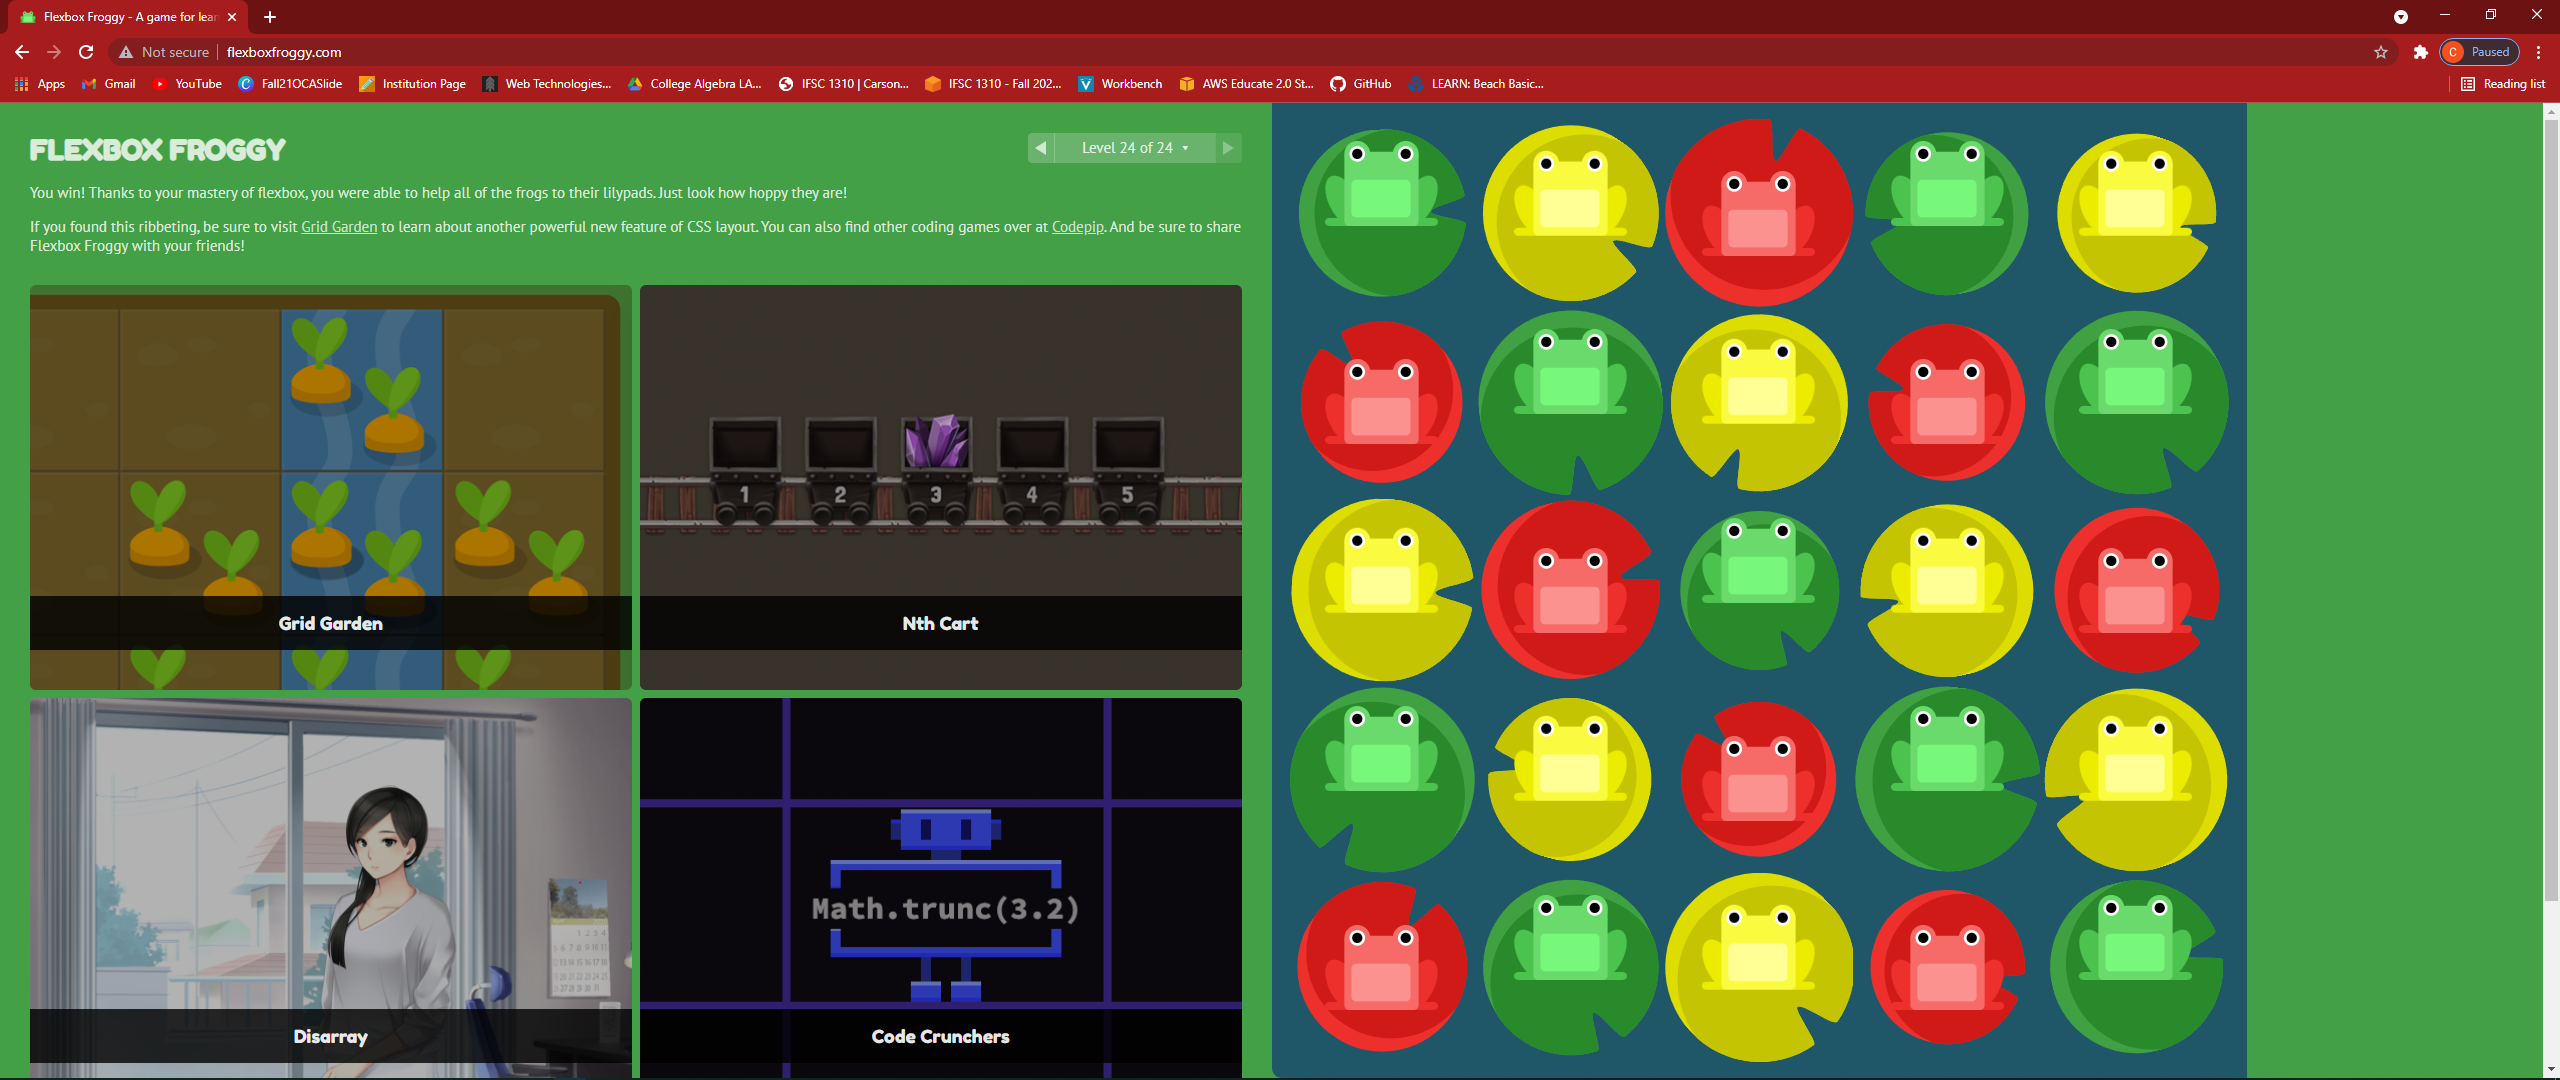 Flexbox Froggy - A game for lear
Not secure
flexboxfroggy.com
C
Paused
Apps
Gmail
YouTube
Fall21OCASlide
Institution Page
Web Technologies...
College Algebra LA...
IFSC 1310 | Carson...
IFSC 1310 - Fall 202...
Workbench
AWS Educate 2.0 St...
GitHub
LEARN: Beach Basic...
Reading list
FLEXBOX FROGGY
Level 24 of 24
You win! Thanks to your mastery of flexbox, you were able to help all of the frogs to their lilypads. Just look how hoppy they are!
If you found this ribbeting, be sure to visit Grid Garden to learn about another powerful new feature of CSS layout. You can also find other coding games over at Codepip. And be sure to share
Flexbox Froggy with your friends!
1 2 3 4 5
Grid Garden
Nth Cart
Math.trunc(3.2)
Disarray
Code Crunchers